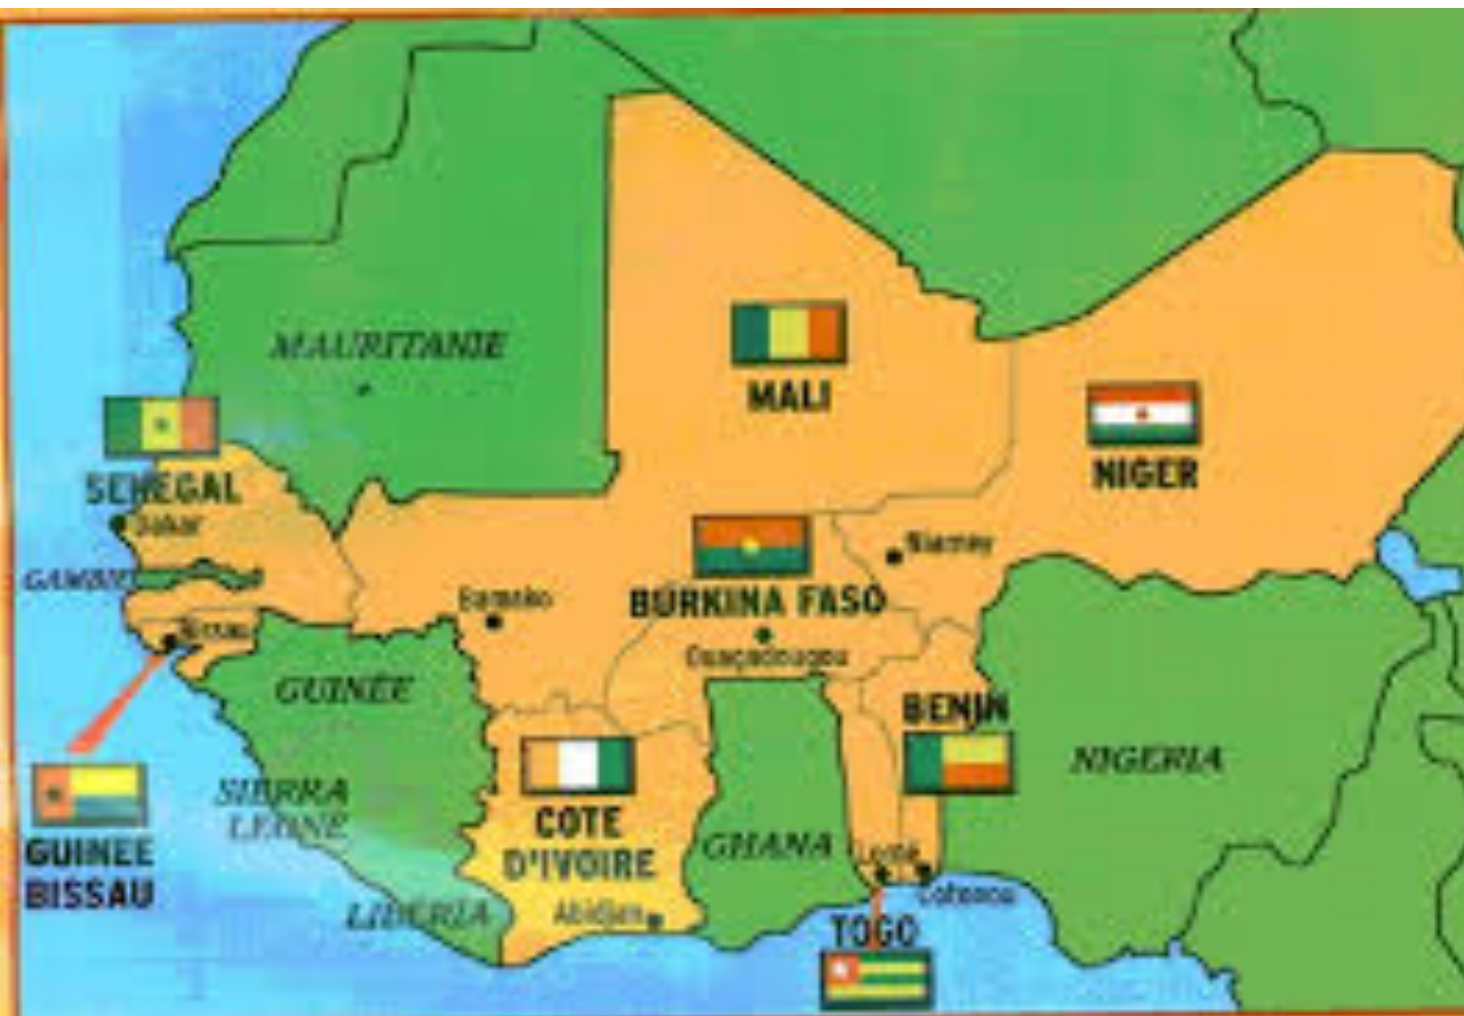 MAURITANIE
MALI
NIGER
SENEGAL
Dakar
GAMBIE
Niamey
Bamako
BURKINA FASO
Bissau
Ouagadougou
GUINÉE
BENIN
NIGERIA
SIERRA
LEONE
COTE
D'IVOIRE
GHANA
GUINEE
BISSAU
Lomé
Cotonou
LIBERIA
Abidjan
TOGO